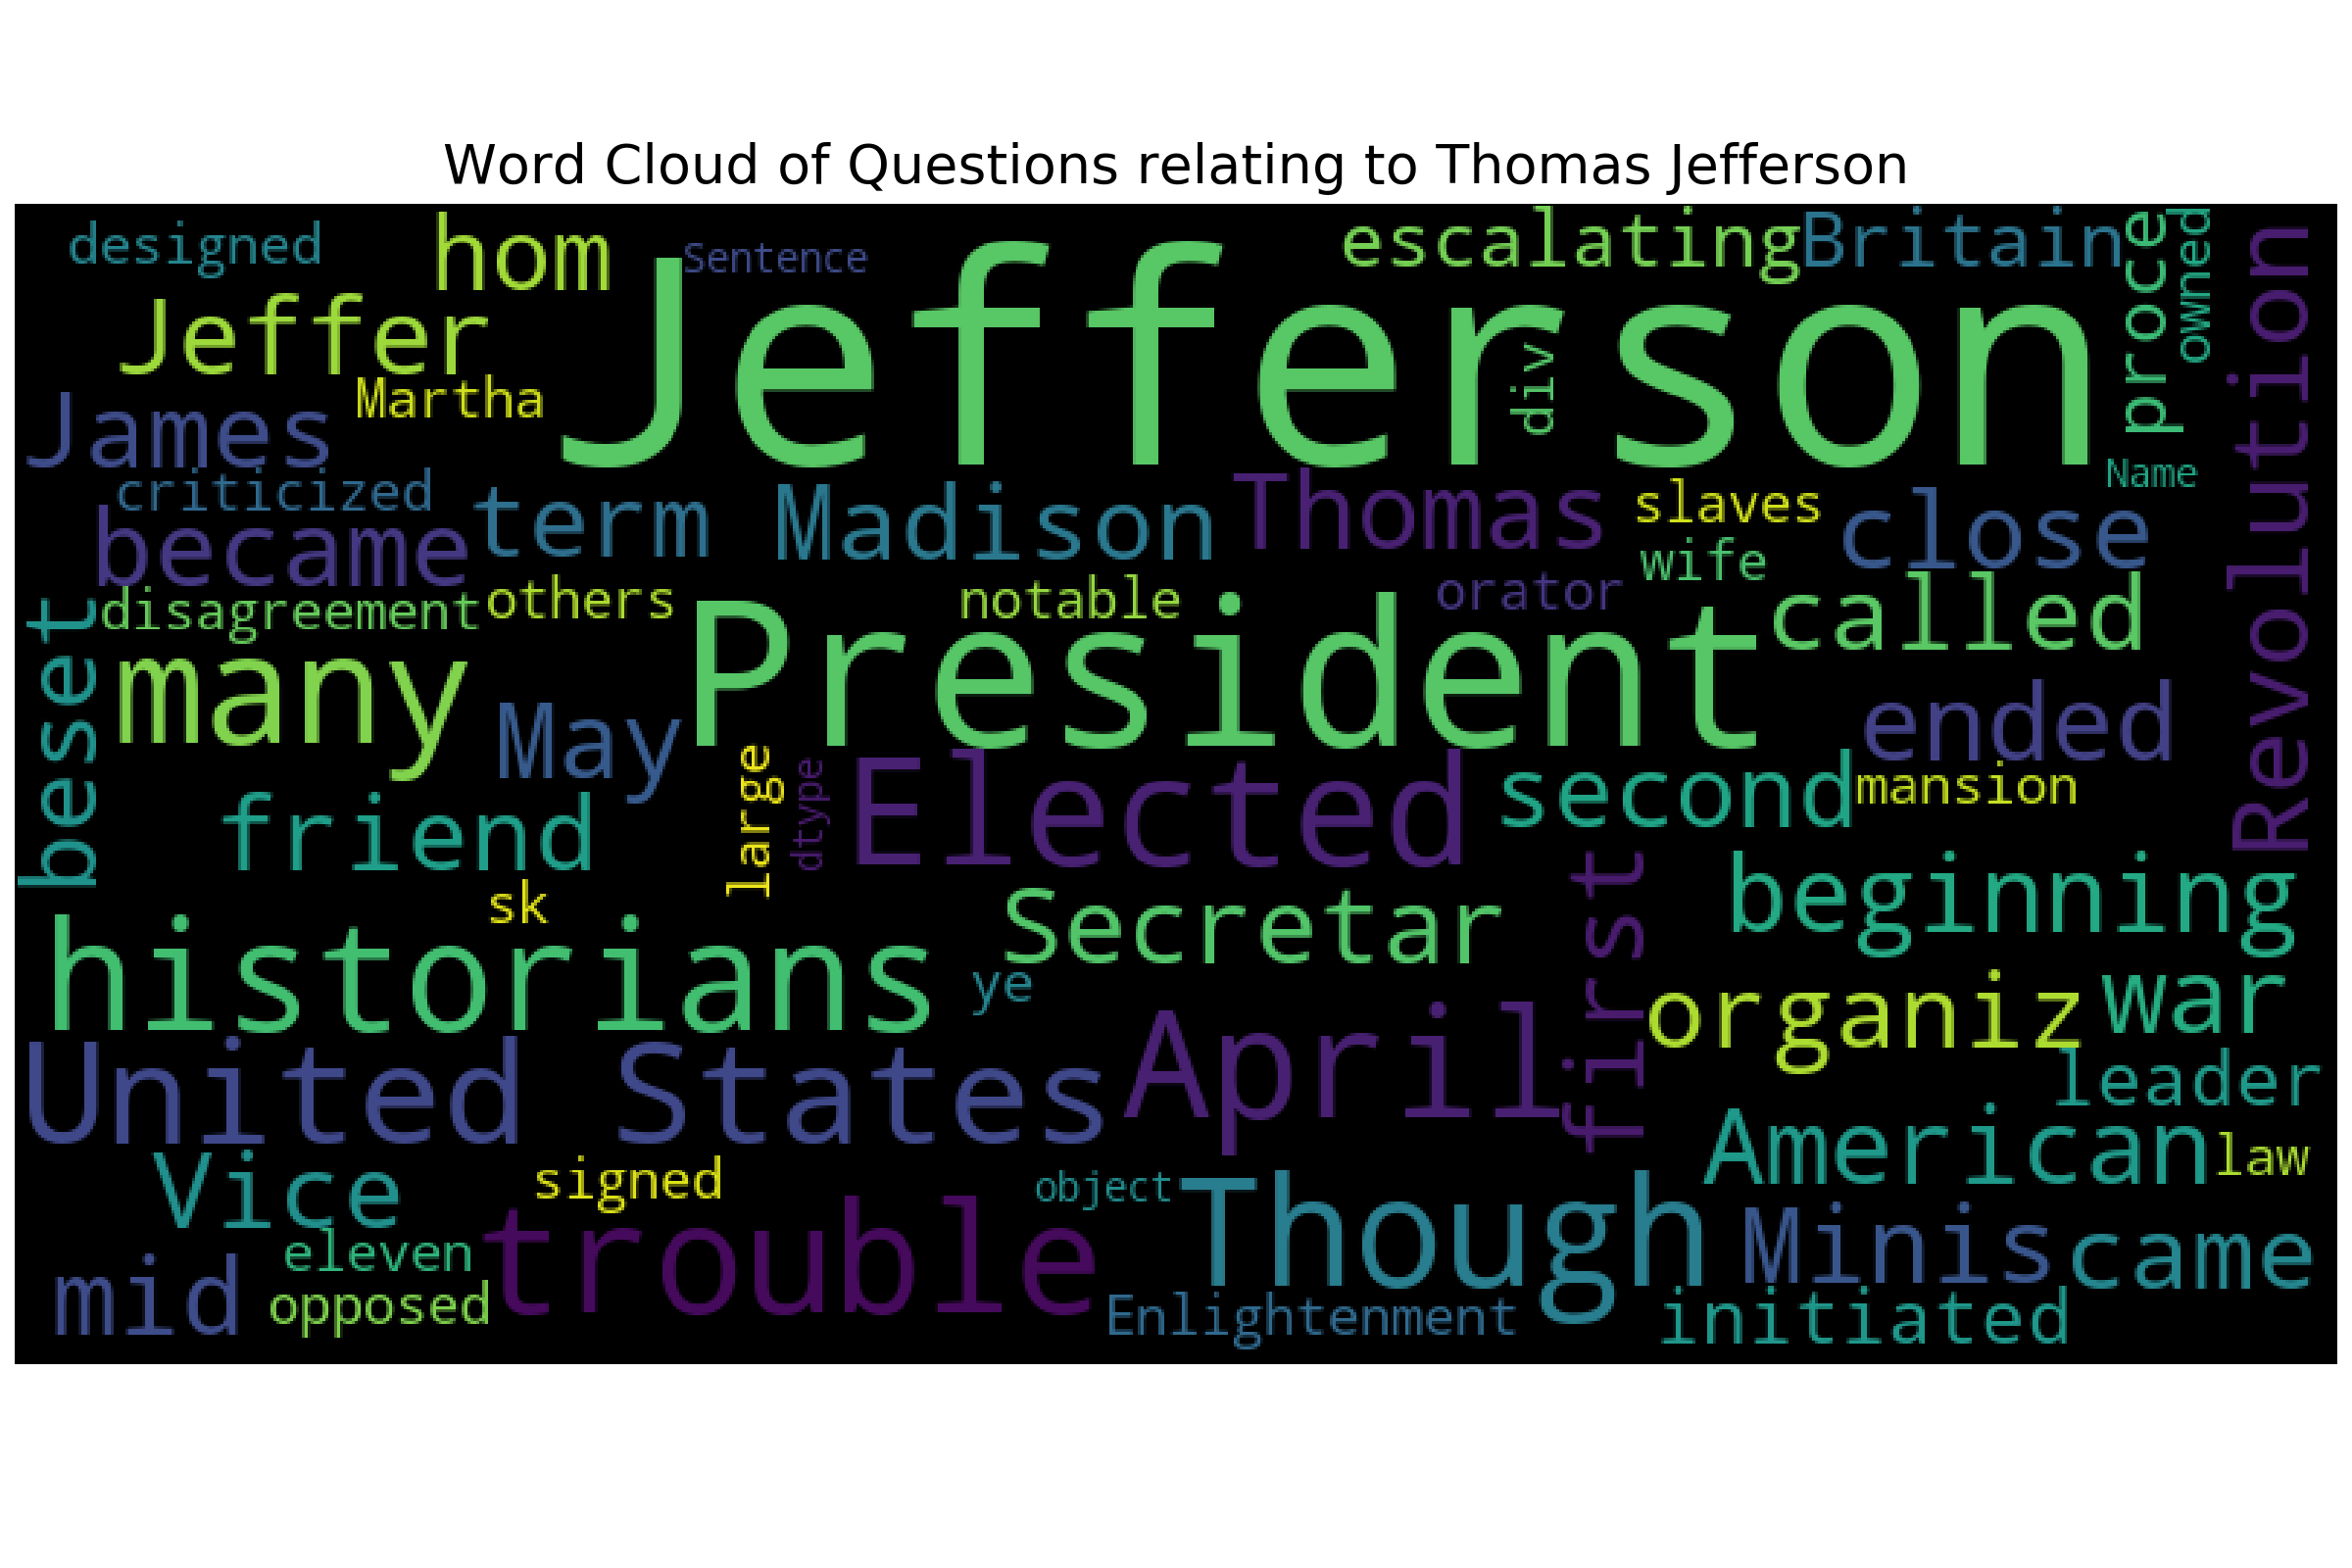 Word Cloud of Questions relating to Thomas Jefferson
designed
hom
Sentence
escalating
Britain
proce
owned
Revolution
Jeffer
Jefferson
div
Martha
James
criticized
term
Madison
Thomas
slaves
close
Name
became
wife
disagreement
others
notable
orator
called
beset
many
President
May
ended
large
dtype
Elected
second
mansion
friend
sk
Secretar
first
beginning
historians
ye
April
organiz
war
leader
United States
American
law
Vice
signed
object
Though
Minis
came
trouble
eleven
mid
opposed
Enlightenment
initiated